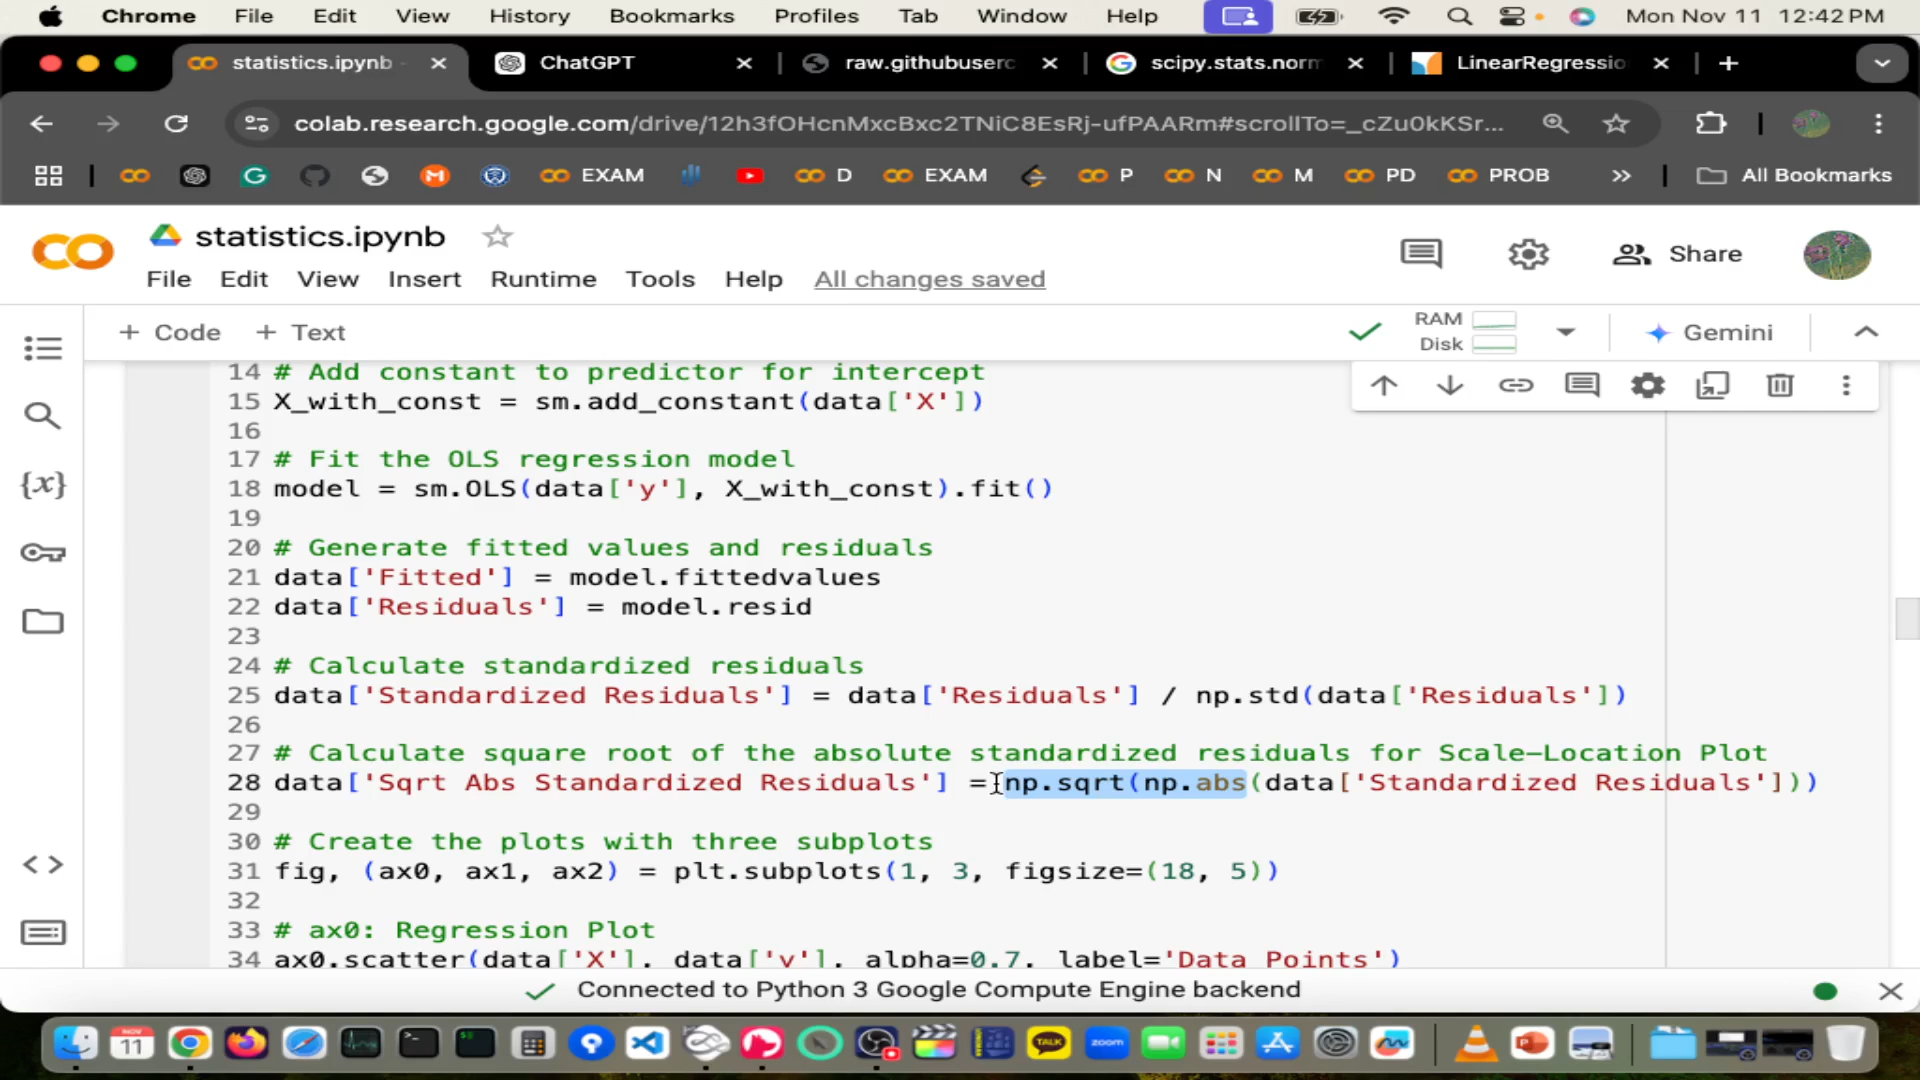 Chrome File Edit View History Bookmarks Profiles Tab Window Help Mon Nov 11 12:42 PM
statistics.ipynb ChatGPT raw.githubuserc scipy.stats.norm LinearRegressio
colab.research.google.com/drive/12h3fOHcnMxcBxc2TNiC8EsRj-ufPAARm#scrollTo=_cZu0kKSr...
EXAM D EXAM P N M PD PROB All Bookmarks
statistics.ipynb
Share
File Edit View Insert Runtime Tools Help All changes saved
+ Code + Text RAM Disk Gemini
14 # Add constant to predictor for intercept
15 X_with_const = sm.add_constant(data['X'])
16
17 # Fit the OLS regression model
18 model = sm.OLS(data['y'], X_with_const).fit()
19
20 # Generate fitted values and residuals
21 data['Fitted'] = model.fittedvalues
22 data['Residuals'] = model.resid
23
24 # Calculate standardized residuals
25 data['Standardized Residuals'] = data['Residuals'] / np.std(data['Residuals'])
26
27 # Calculate square root of the absolute standardized residuals for Scale-Location Plot
28 data['Sqrt Abs Standardized Residuals'] = np.sqrt(np.abs(data['Standardized Residuals']))
29
30 # Create the plots with three subplots
31 fig, (ax0, ax1, ax2) = plt.subplots(1, 3, figsize=(18, 5))
32
33 # ax0: Regression Plot
34 ax0.scatter(data['X'], data['y'], alpha=0.7, label='Data Points')
Connected to Python 3 Google Compute Engine backend
NOV
11
TALK
zoom